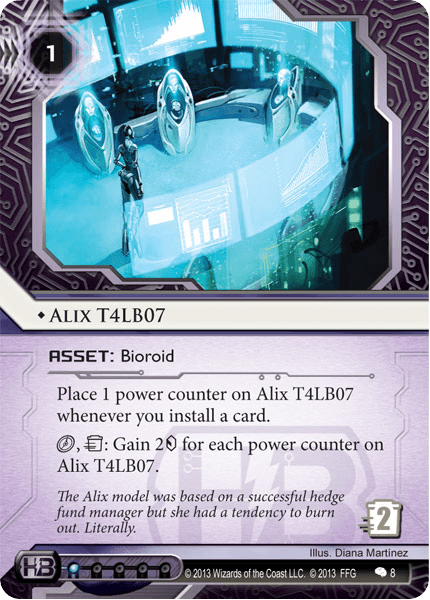 1
♦ ALIX T4LB07
ASSET: Bioroid
Place 1 power counter on Alix T4LB07
whenever you install a card.
, : Gain 2 for each power counter on
Alix T4LB07.
The Alix model was based on a successful hedge
fund manager but she had a tendency to burn
out. Literally.
2
Illus. Diana Martinez
HB
© 2013 Wizards of the Coast LLC. © 2013 FFG
8